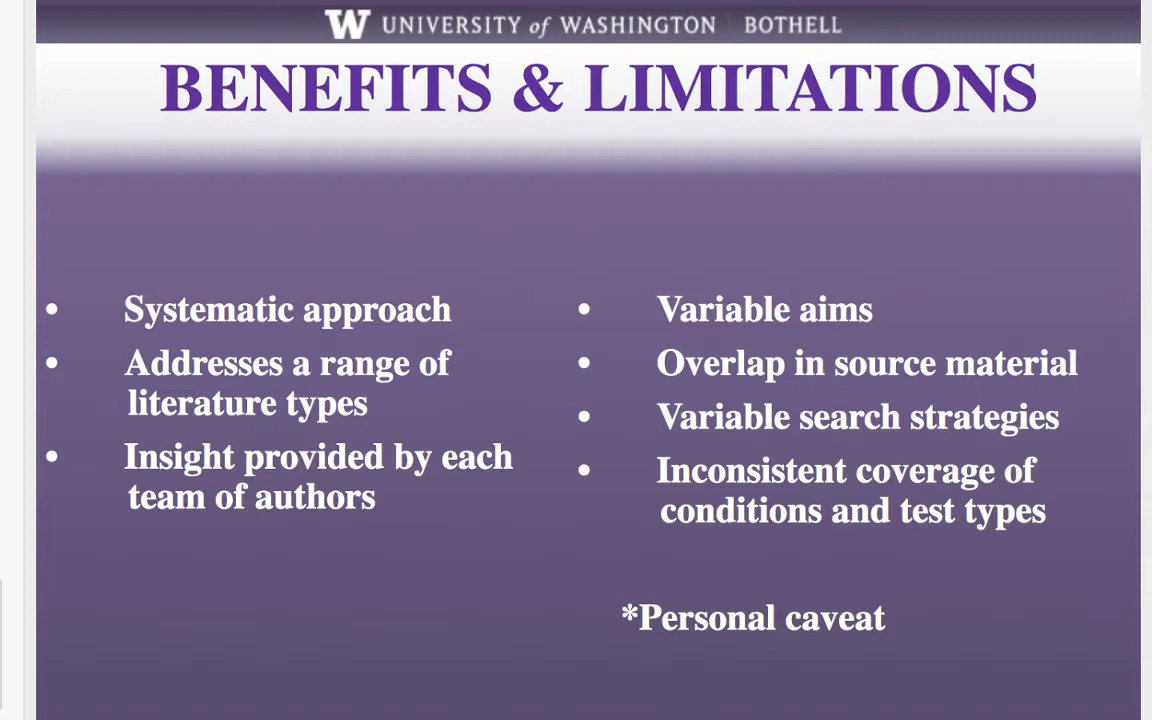 W UNIVERSITY of WASHINGTON BOTHELL
BENEFITS & LIMITATIONS
• Systematic approach
• Addresses a range of
literature types
• Insight provided by each
team of authors
• Variable aims
• Overlap in source material
• Variable search strategies
• Inconsistent coverage of
conditions and test types
*Personal caveat